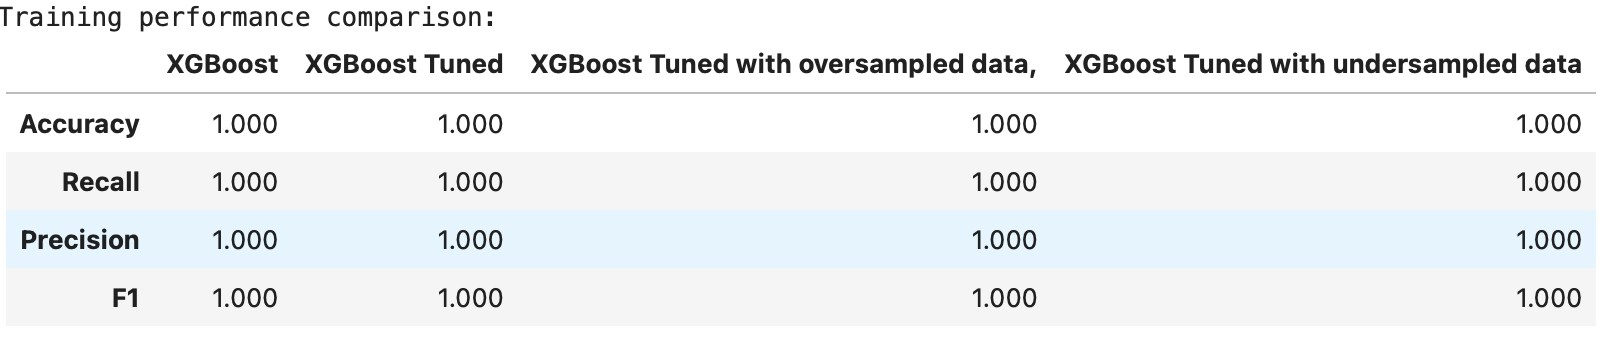 Training performance comparison:
XGBoost XGBoost Tuned XGBoost Tuned with oversampled data, XGBoost Tuned with undersampled data
Accuracy 1.000 1.000 1.000 1.000
Recall 1.000 1.000 1.000 1.000
Precision 1.000 1.000 1.000 1.000
F1 1.000 1.000 1.000 1.000